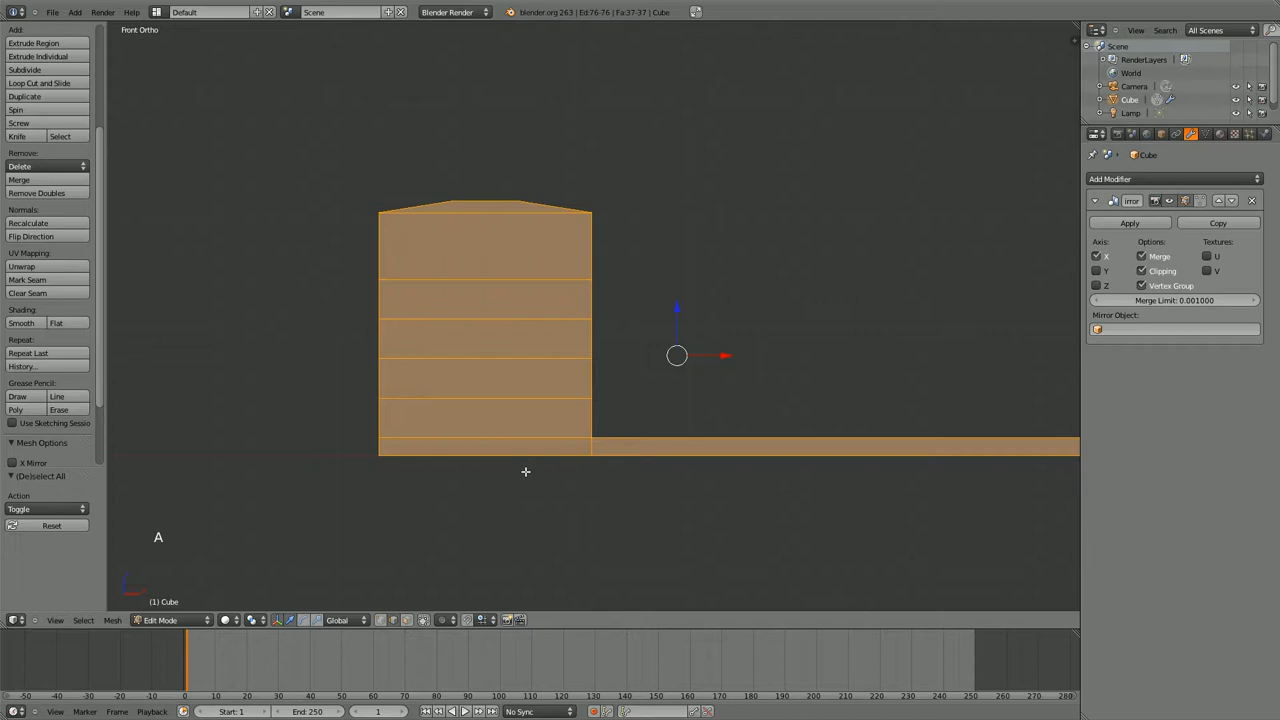 File Add Render Help Default Scene Blender Render blender.org 263 | Ed:76-76 | Fa:37-37 | Cube
Add:
Extrude Region
Extrude Individual
Subdivide
Loop Cut and Slide
Duplicate
Spin
Screw
Knife Select
Remove:
Delete
Merge
Remove Doubles
Normals:
Recalculate
Flip Direction
UV Mapping:
Unwrap
Mark Seam
Clear Seam
Shading:
Smooth Flat
Repeat:
Repeat Last
History...
Grease Pencil:
Draw Line
Poly Erase
Use Sketching Sessio
Mesh Options
X Mirror
(De)select All
Action
Toggle
Reset
Front Ortho
A
(1) Cube
View Select Mesh Edit Mode Global
View Search All Scenes
Scene
RenderLayers
World
Camera
Cube
Lamp
Cube
Add Modifier
irror
Apply Copy
Axis: Options: Textures:
X Merge U
Y Clipping V
Z Vertex Group
Merge Limit: 0.001000
Mirror Object:
-50 -40 -30 -20 -10 0 10 20 30 40 50 60 70 80 90 100 110 120 130 140 150 160 170 180 190 200 210 220 230 240 250 260 270 280
View Marker Frame Playback Start: 1 End: 250 1 No Sync